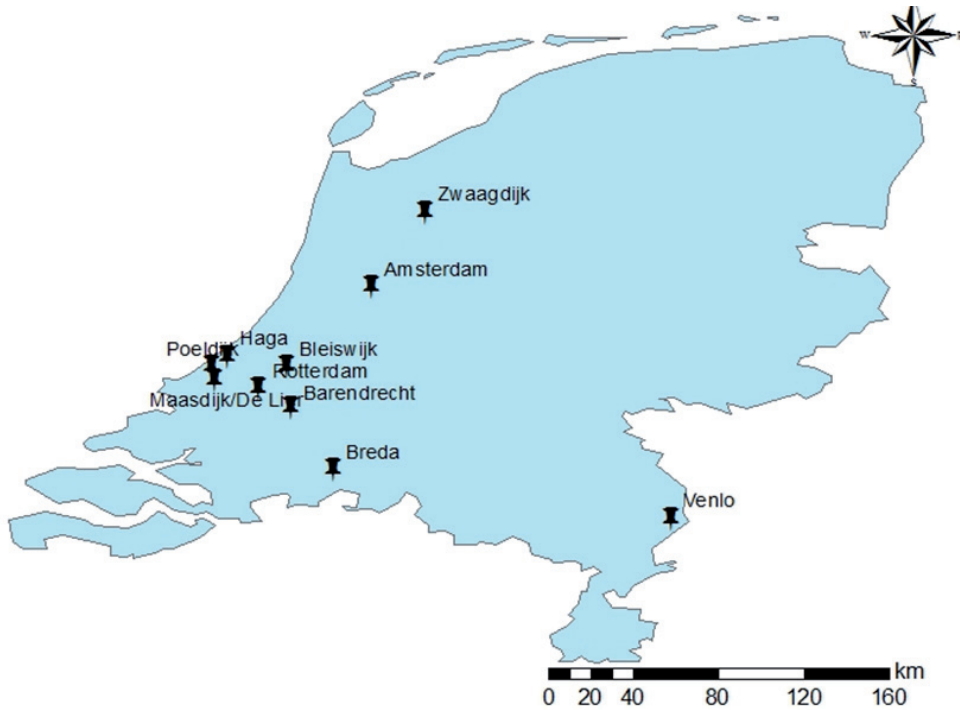 W
S
Zwaagdijk
Amsterdam
Haga
Poeldijk
Bleiswijk
Rotterdam
Maasdijk/De Lier
Barendrecht
Breda
Venlo
km
0 20 40 80 120 160